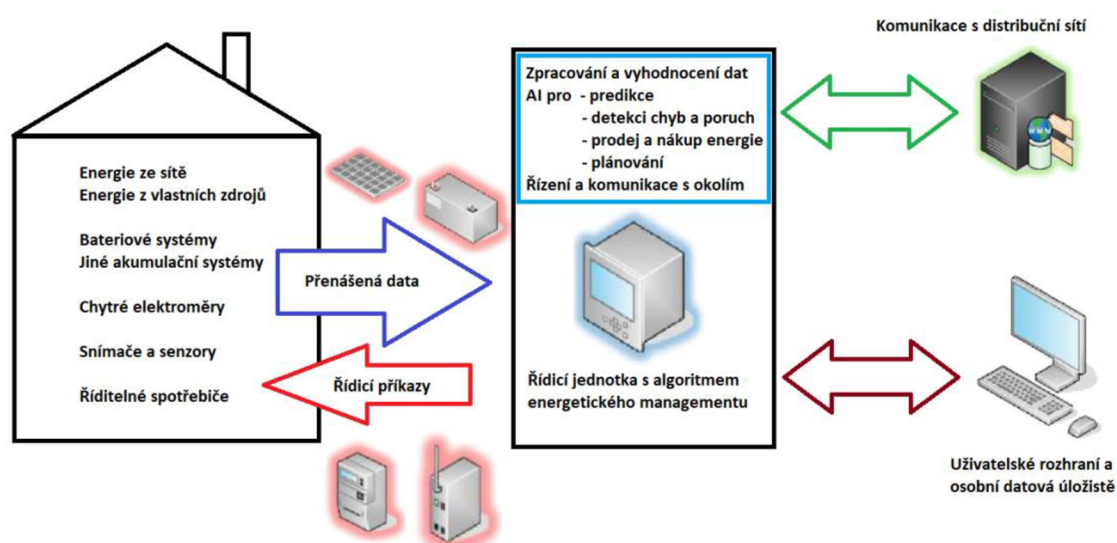 Komunikace s distribuční sítí
Zpracování a vyhodnocení dat
AI pro - predikce
- detekci chyb a poruch
- prodej a nákup energie
- plánování
Řízení a komunikace s okolím
Energie ze sítě
Energie z vlastních zdrojů
Bateriové systémy
Jiné akumulační systémy
Chytré elektroměry
Snímače a senzory
Říditelné spotřebiče
Přenášená data
Řídicí příkazy
Řídicí jednotka s algoritmem
energetického managementu
Uživatelské rozhraní a
osobní datová úložistě